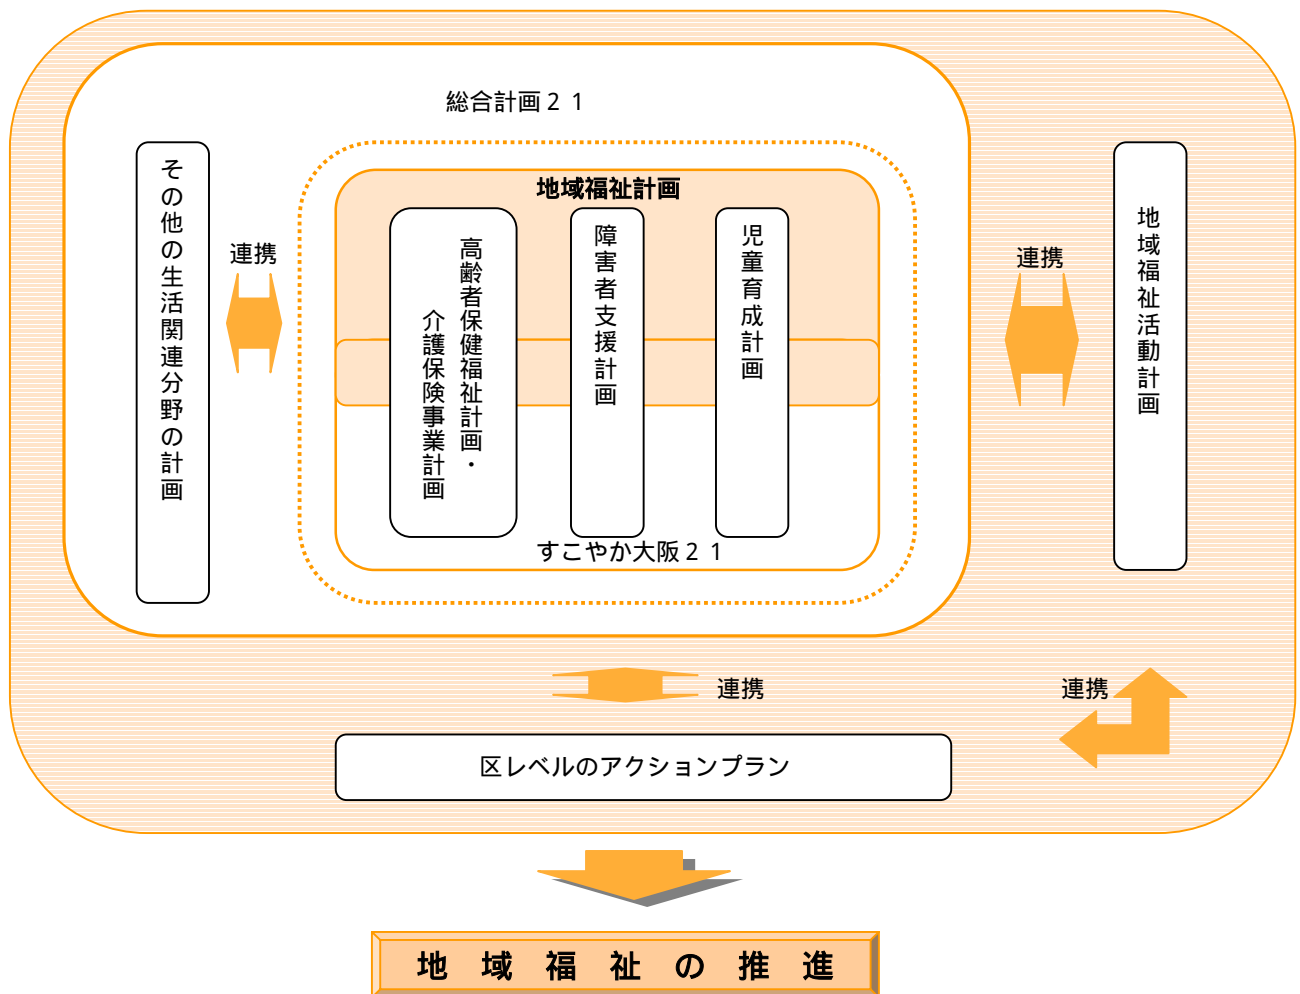 総合計画２１
その他の生活関連分野の計画
連携
地域福祉計画
高齢者保健福祉計画・
介護保険事業計画
障害者支援計画
児童育成計画
すこやか大阪２１
連携
地域福祉活動計画
連携
連携
区レベルのアクションプラン
地域福祉の推進